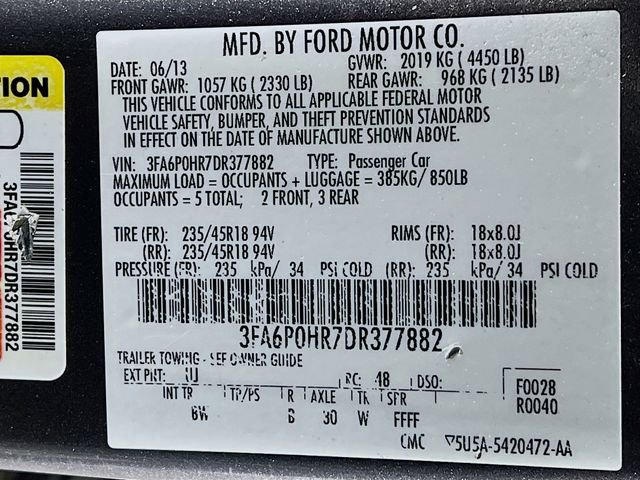 TION
3FA6P0HR7DR377882
MFD. BY FORD MOTOR CO.
DATE: 06/13 GVWR: 2019 KG ( 4450 LB)
FRONT GAWR: 1057 KG ( 2330 LB) REAR GAWR: 968 KG ( 2135 LB)
THIS VEHICLE CONFORMS TO ALL APPLICABLE FEDERAL MOTOR
VEHICLE SAFETY, BUMPER, AND THEFT PREVENTION STANDARDS
IN EFFECT ON THE DATE OF MANUFACTURE SHOWN ABOVE.
VIN: 3FA6P0HR7DR377882 TYPE: Passenger Car
MAXIMUM LOAD = OCCUPANTS + LUGGAGE = 385KG/ 850LB
OCCUPANTS = 5 TOTAL; 2 FRONT, 3 REAR
TIRE (FR): 235/45R18 94V RIMS (FR): 18x8.0J
(RR): 235/45R18 94V (RR): 18x8.0J
PRESSURE (FR): 235 kPa/ 34 PSI COLD (RR): 235 kPa/ 34 PSI COLD
3FA6P0HR7DR377882
TRAILER TOWING - SEE OWNER GUIDE
EXT PNT: UJ RC: 48 DSO: F0028
INT TR TP/PS R AXLE TR SPR R0040
BW B 30 W FFFF
CMC ▽5U5A-5420472-AA